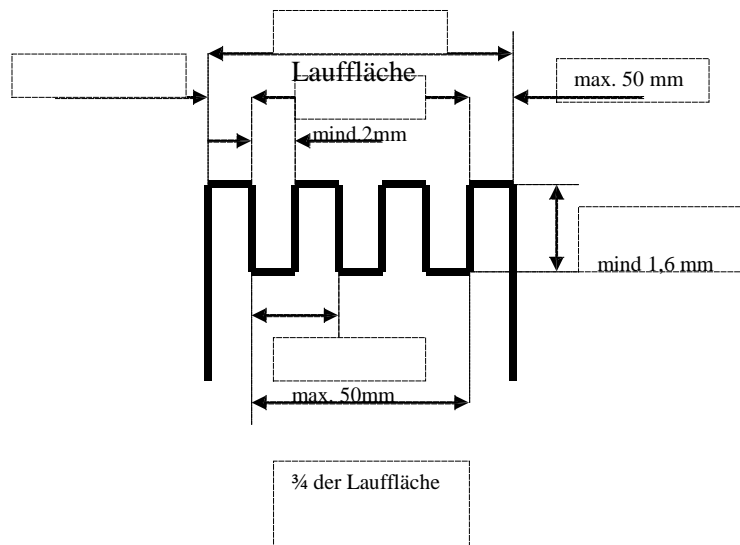 Lauffläche
max. 50 mm
mind.2mm
mind 1,6 mm
max. 50mm
¾ der Lauffläche